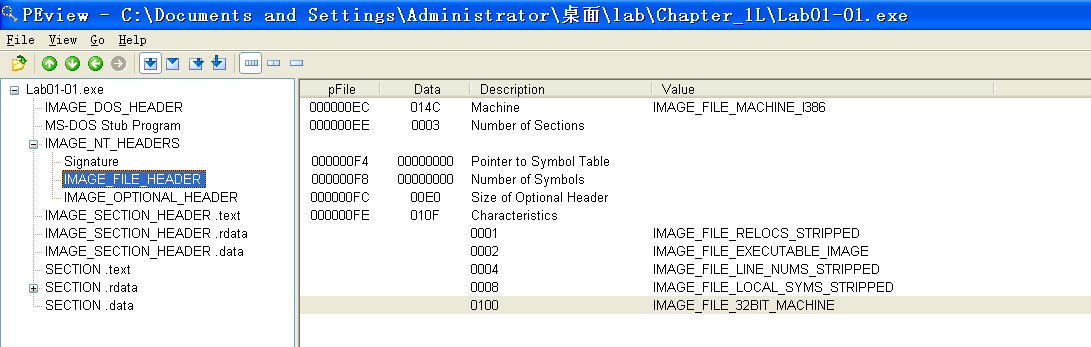 PEview - C:\Documents and Settings\Administrator\桌面\lab\Chapter_1L\Lab01-01.exe
File View Go Help
Lab01-01.exe
IMAGE_DOS_HEADER
MS-DOS Stub Program
IMAGE_NT_HEADERS
Signature
IMAGE_FILE_HEADER
IMAGE_OPTIONAL_HEADER
IMAGE_SECTION_HEADER .text
IMAGE_SECTION_HEADER .rdata
IMAGE_SECTION_HEADER .data
SECTION .text
SECTION .rdata
SECTION .data
pFile Data Description Value
000000EC 014C Machine IMAGE_FILE_MACHINE_I386
000000EE 0003 Number of Sections
000000F4 00000000 Pointer to Symbol Table
000000F8 00000000 Number of Symbols
000000FC 00E0 Size of Optional Header
000000FE 010F Characteristics
0001 IMAGE_FILE_RELOCS_STRIPPED
0002 IMAGE_FILE_EXECUTABLE_IMAGE
0004 IMAGE_FILE_LINE_NUMS_STRIPPED
0008 IMAGE_FILE_LOCAL_SYMS_STRIPPED
0100 IMAGE_FILE_32BIT_MACHINE